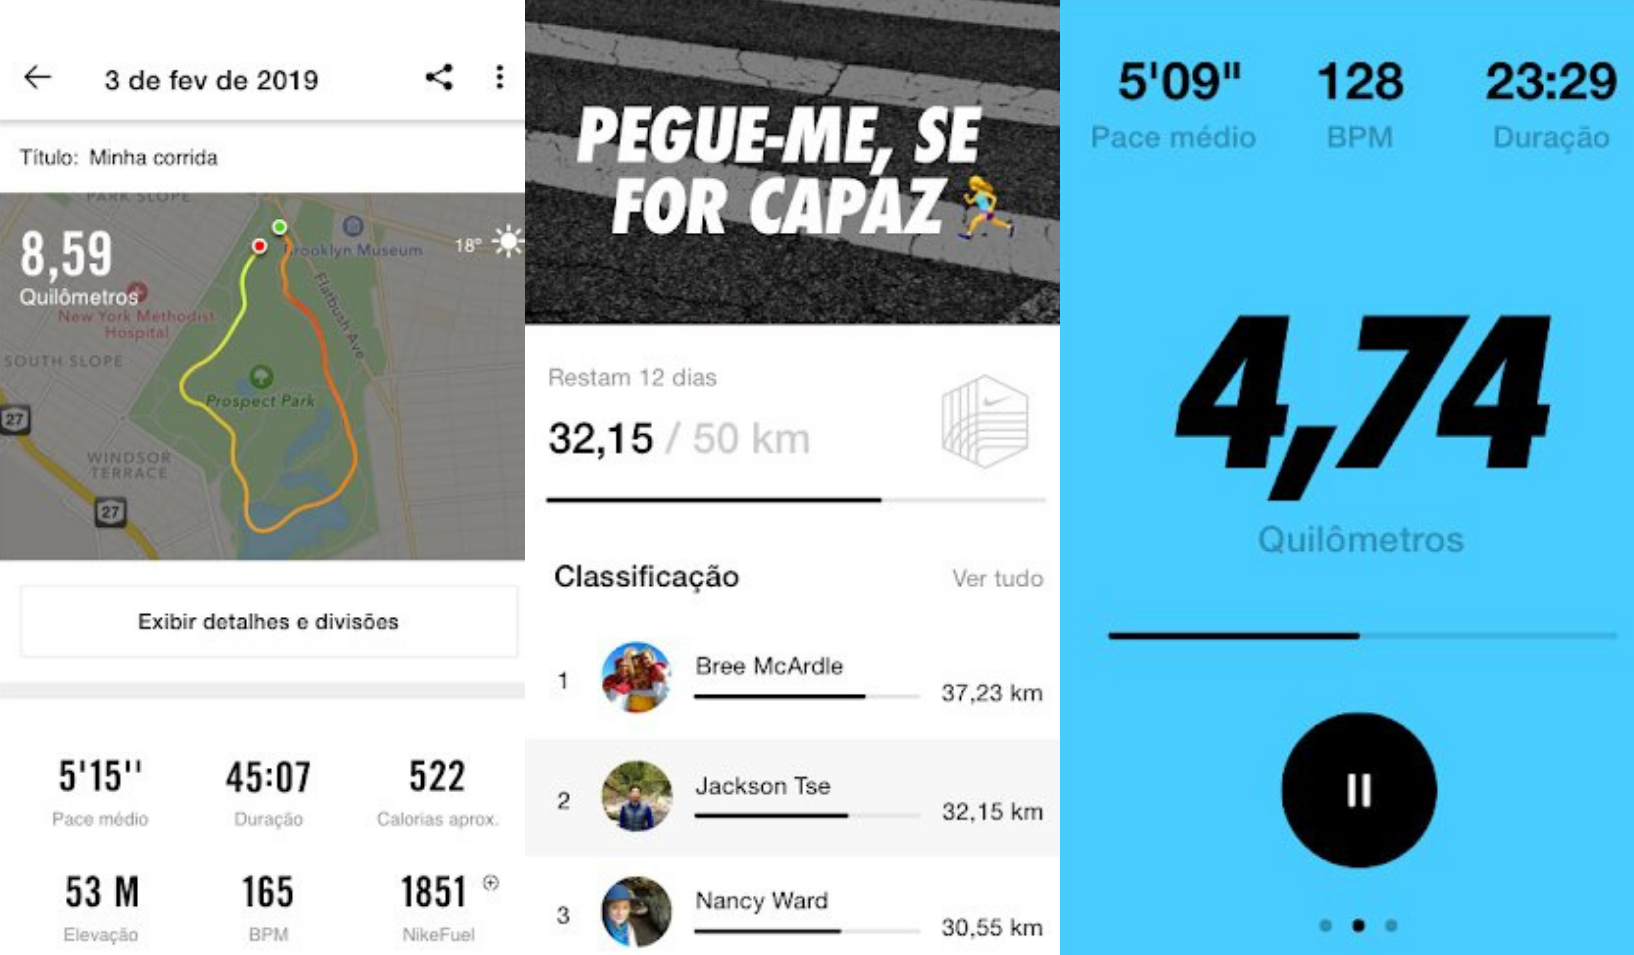 3 de fev de 2019
Título: Minha corrida
PARK SLOPE
8,59
Quilômetros
18°
Brooklyn Museum
New York Methodist
Hospital
Flatbush Ave
SOUTH SLOPE
Prospect Park
27
WINDSOR
TERRACE
27
Exibir detalhes e divisões
5'15''
45:07
522
Pace médio
Duração
Calorias aprox.
53 M
165
1851
Elevação
BPM
NikeFuel
PEGUE-ME, SE
FOR CAPAZ
Restam 12 dias
32,15 / 50 km
Classificação
Ver tudo
1
Bree McArdle
37,23 km
2
Jackson Tse
32,15 km
3
Nancy Ward
30,55 km
5'09"
128
23:29
Pace médio
BPM
Duração
4,74
Quilômetros